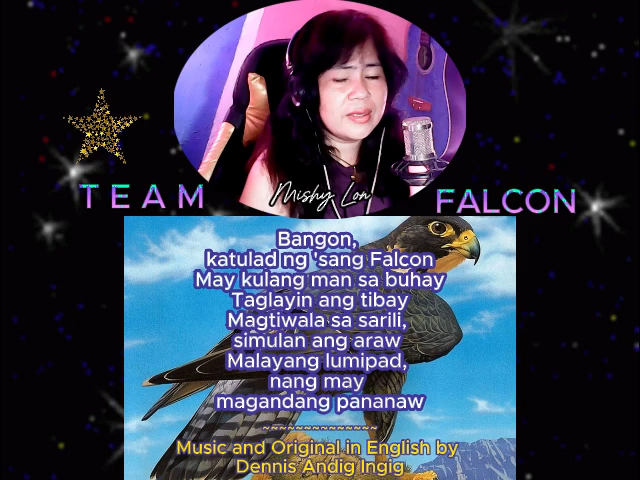 TEAM
Mishy Lon
FALCON
Bangon,
katulad ng 'sang Falcon
May kulang man sa buhay
Taglayin ang tibay
Magtiwala sa sarili,
simulan ang araw
Malayang lumipad,
nang may
magandang pananaw
~~~~~~~~~~~~~~
Music and Original in English by
Dennis Andig Ingig